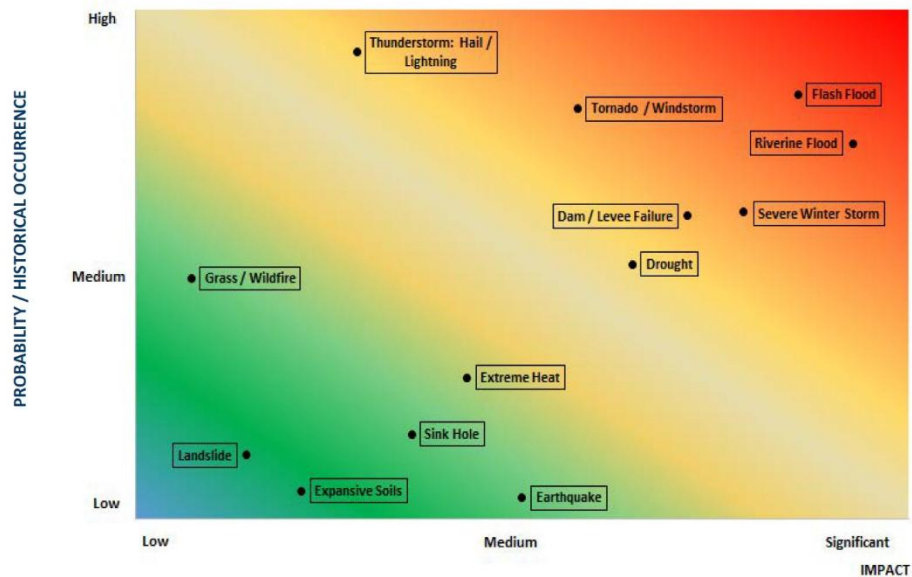 High
Thunderstorm: Hail /
Lightning
Flash Flood
Tornado / Windstorm
Riverine Flood
PROBABILITY / HISTORICAL OCCURRENCE
Dam / Levee Failure
Severe Winter Storm
Drought
Medium
Grass / Wildfire
Extreme Heat
Sink Hole
Landslide
Expansive Soils
Earthquake
Low
Low
Medium
Significant
IMPACT